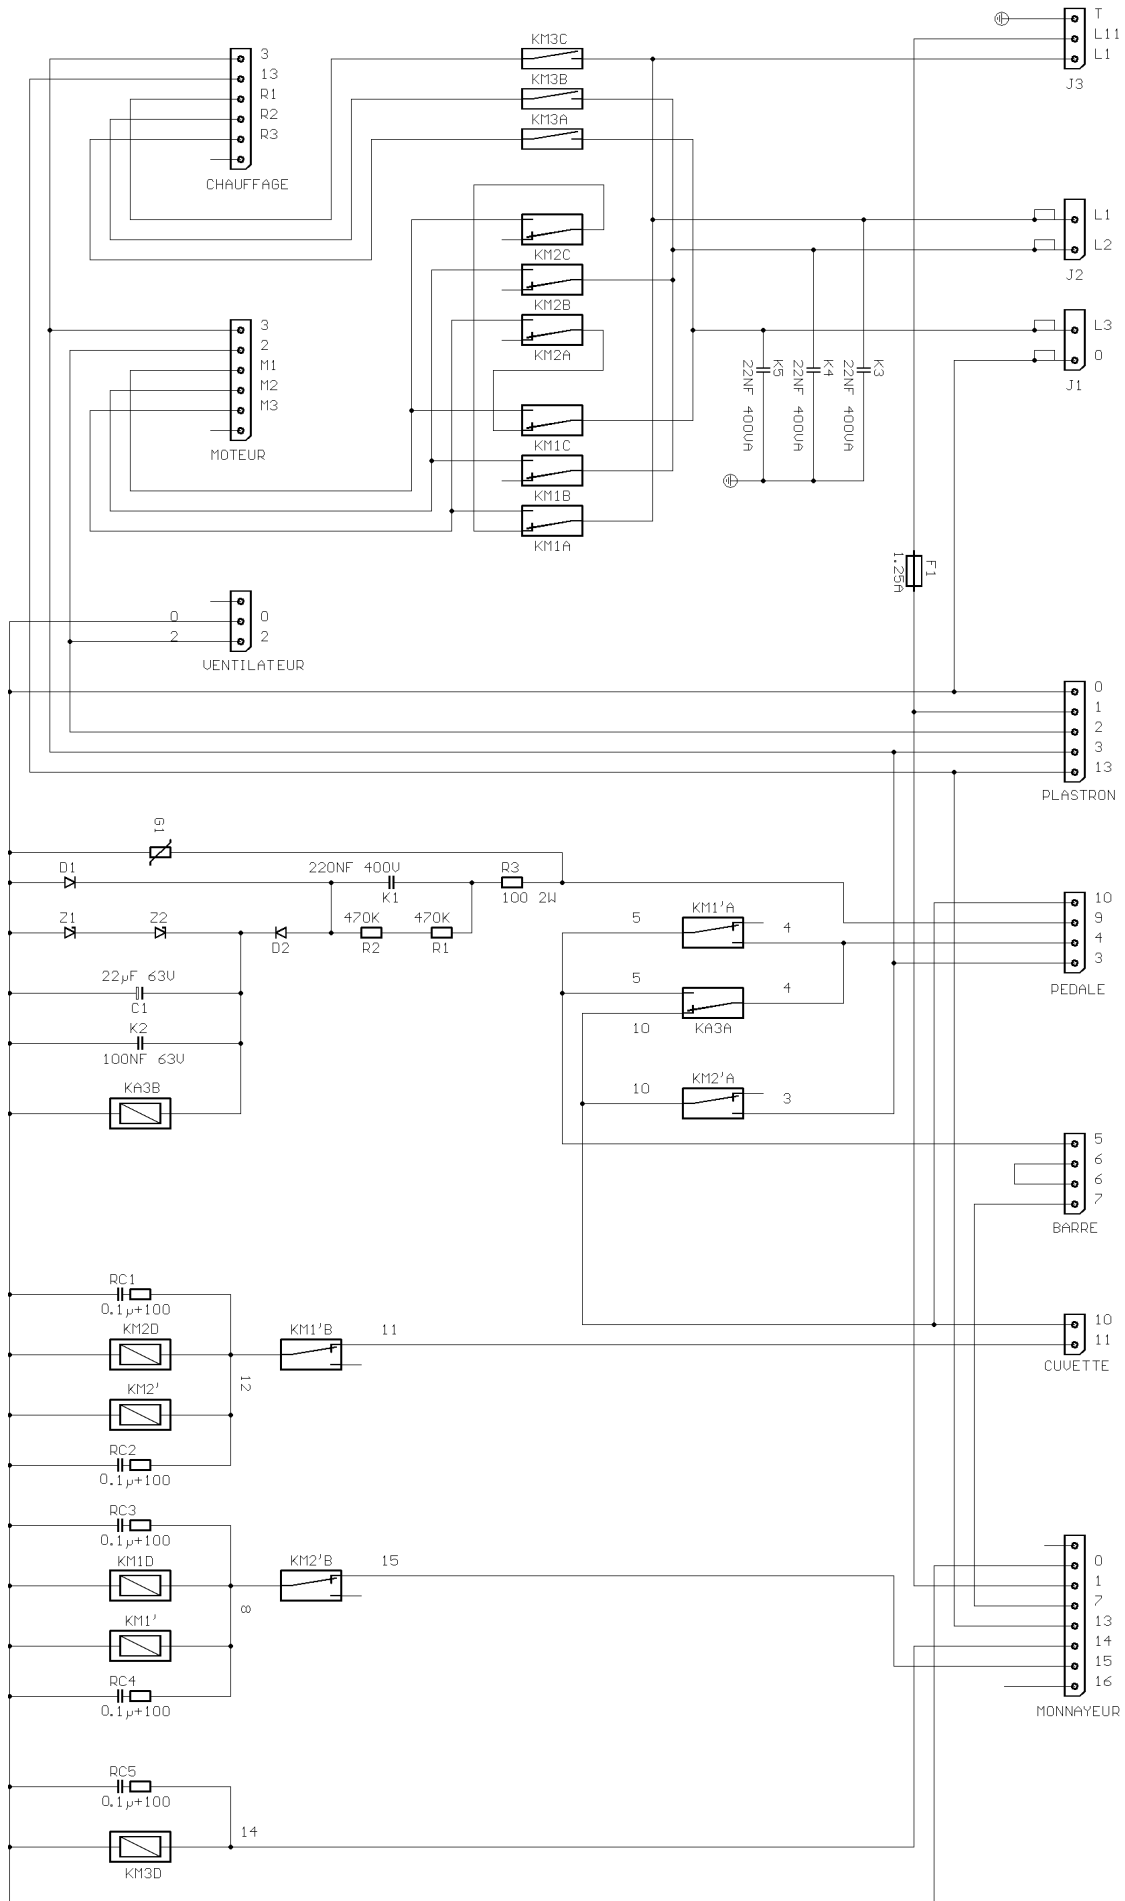 T
L11
L1
J3
KM3C
KM3B
KM3A
3
13
R1
R2
R3
CHAUFFAGE
L1
L2
J2
KM2C
KM2B
KM2A
L3
0
J1
3
2
M1
M2
M3
MOTEUR
K5
22NF 400VA
K4
22NF 400VA
K3
22NF 400VA
KM1C
KM1B
KM1A
F1
1.25A
0
0
2
2
VENTILATEUR
0
1
2
3
13
PLASTRON
G1
D1
220NF 400V
K1
R3
100 2W
Z1
Z2
D2
470K
R2
470K
R1
5
KM1'A
4
10
9
4
3
PEDALE
22µF 63V
C1
5
4
10
KA3A
K2
100NF 63V
KA3B
10
KM2'A
3
5
6
6
7
BARRE
RC1
0.1µ+100
KM2D
KM1'B
11
10
11
CUVETTE
12
KM2'
RC2
0.1µ+100
RC3
0.1µ+100
KM1D
KM2'B
15
8
KM1'
RC4
0.1µ+100
0
1
7
13
14
15
16
MONNAYEUR
RC5
0.1µ+100
14
KM3D